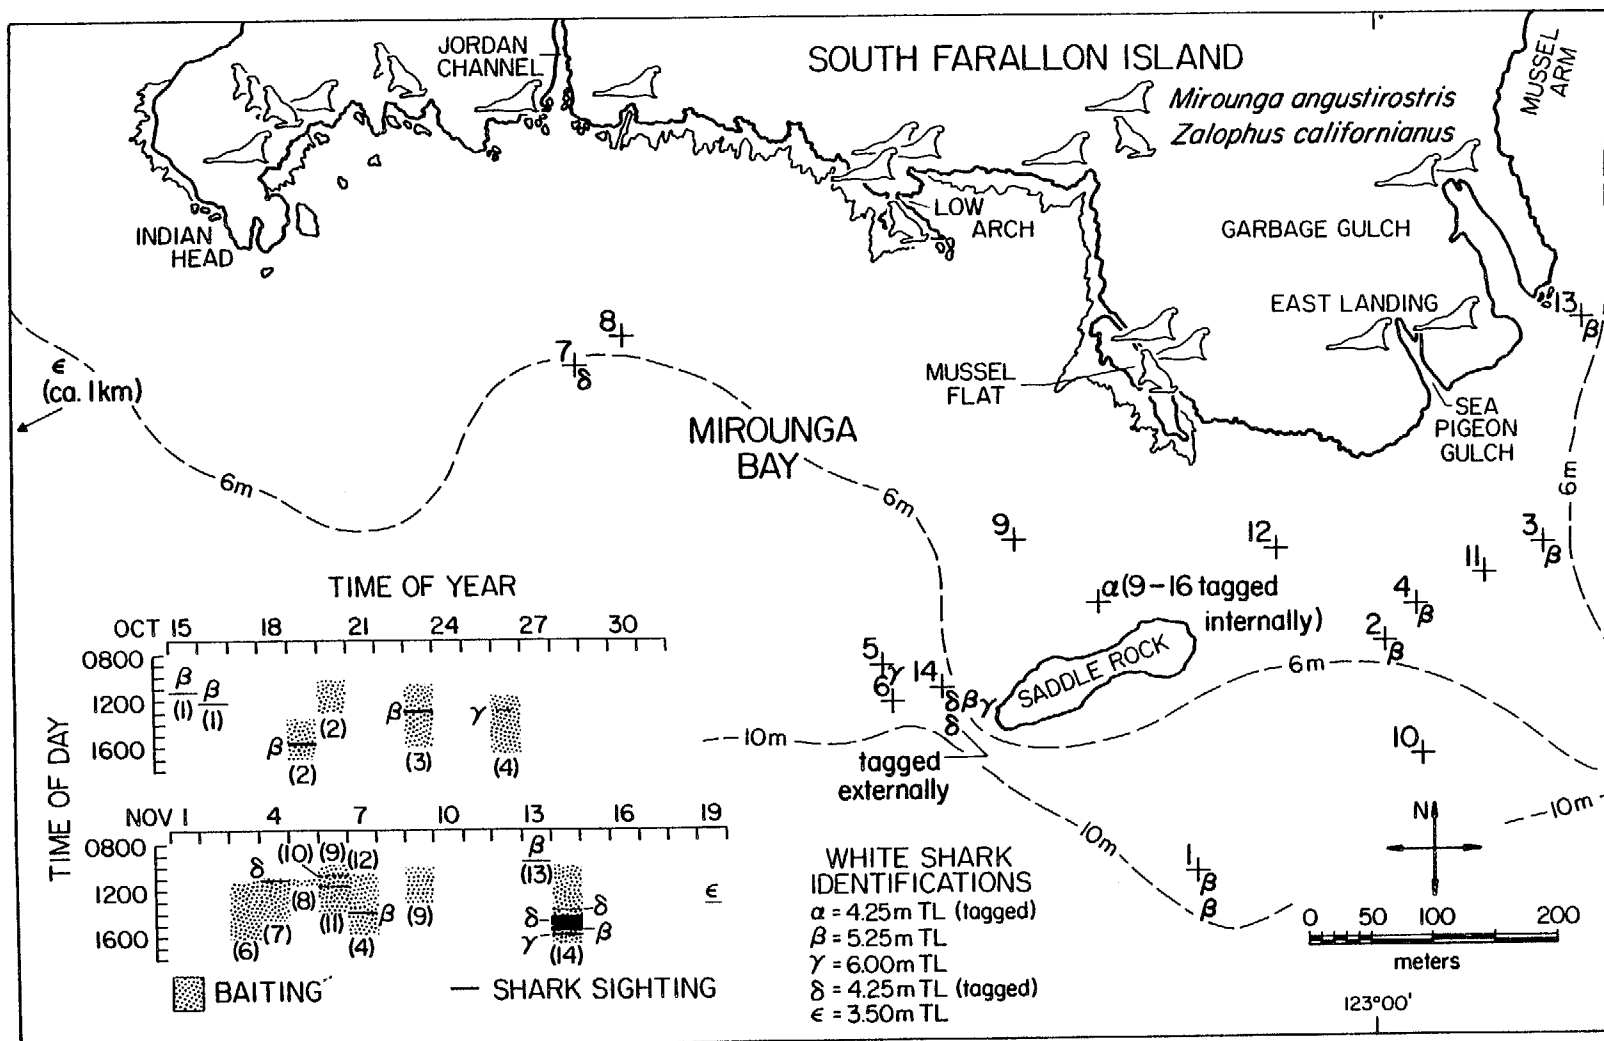 JORDAN
CHANNEL
SOUTH FARALLON ISLAND
Mirounga angustirostris
Zalophus californianus
MUSSEL
ARM
INDIAN
HEAD
LOW
ARCH
GARBAGE GULCH
EAST LANDING
13
β
8
7
δ
ε
(ca. 1km)
MUSSEL
FLAT
SEA
PIGEON
GULCH
MIROUNGA
BAY
6m
6m
6m
9
12
3
β
11
α (9-16 tagged
internally)
4
β
2
β
5
γ
6
14
δ β γ
δ
SADDLE ROCK
6m
10m
tagged
externally
10
10m
10m
1
β
β
TIME OF YEAR
OCT 15 18 21 24 27 30
TIME OF DAY
0800
1200
1600
β
(1)
β
(1)
β
(2)
(2)
β
(3)
γ
(4)
NOV 1 4 7 10 13 16 19
0800
1200
1600
δ
(10) (9) (12)
(6)
(7)
(8)
(11)
(4)
β
(9)
β
(13)
δ
δ
γ
β
(14)
ε
BAITING
SHARK SIGHTING
WHITE SHARK
IDENTIFICATIONS
α = 4.25m TL (tagged)
β = 5.25m TL
γ = 6.00m TL
δ = 4.25m TL (tagged)
ε = 3.50m TL
N
0 50 100 200
meters
123°00'